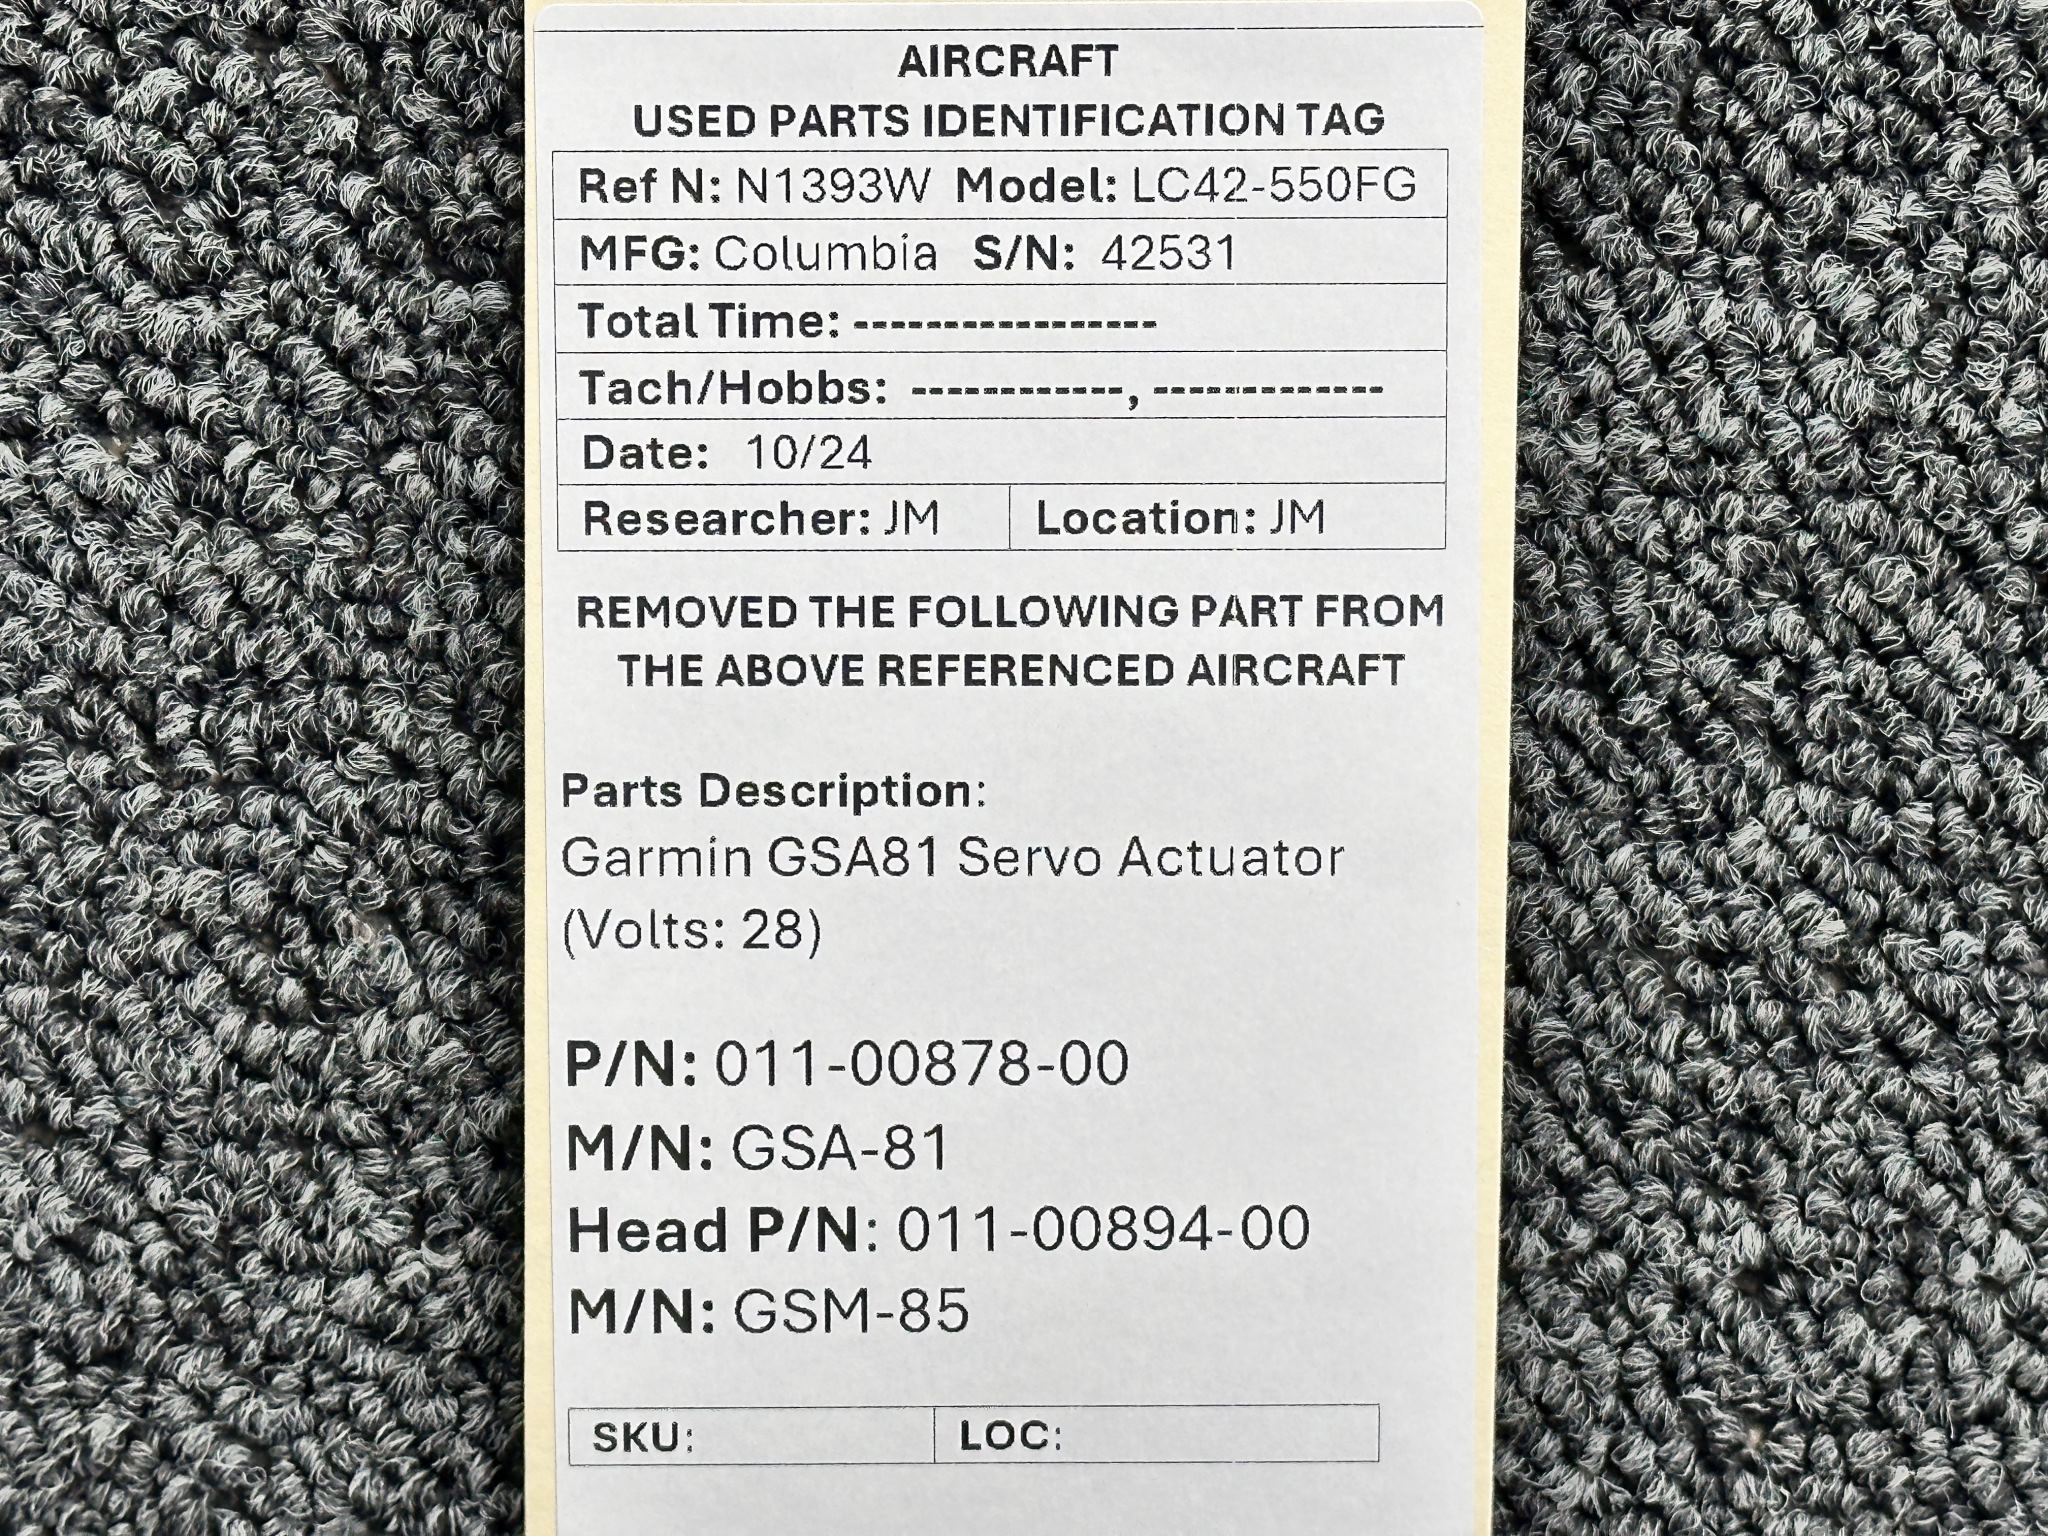 AIRCRAFT
USED PARTS IDENTIFICATION TAG
Ref N: N1393W Model: LC42-550FG
MFG: Columbia S/N: 42531
Total Time: -----------------
Tach/Hobbs: ------------, -------------
Date: 10/24
Researcher: JM Location: JM
REMOVED THE FOLLOWING PART FROM
THE ABOVE REFERENCED AIRCRAFT
Parts Description:
Garmin GSA81 Servo Actuator
(Volts: 28)
P/N: 011-00878-00
M/N: GSA-81
Head P/N: 011-00894-00
M/N: GSM-85
SKU: LOC: